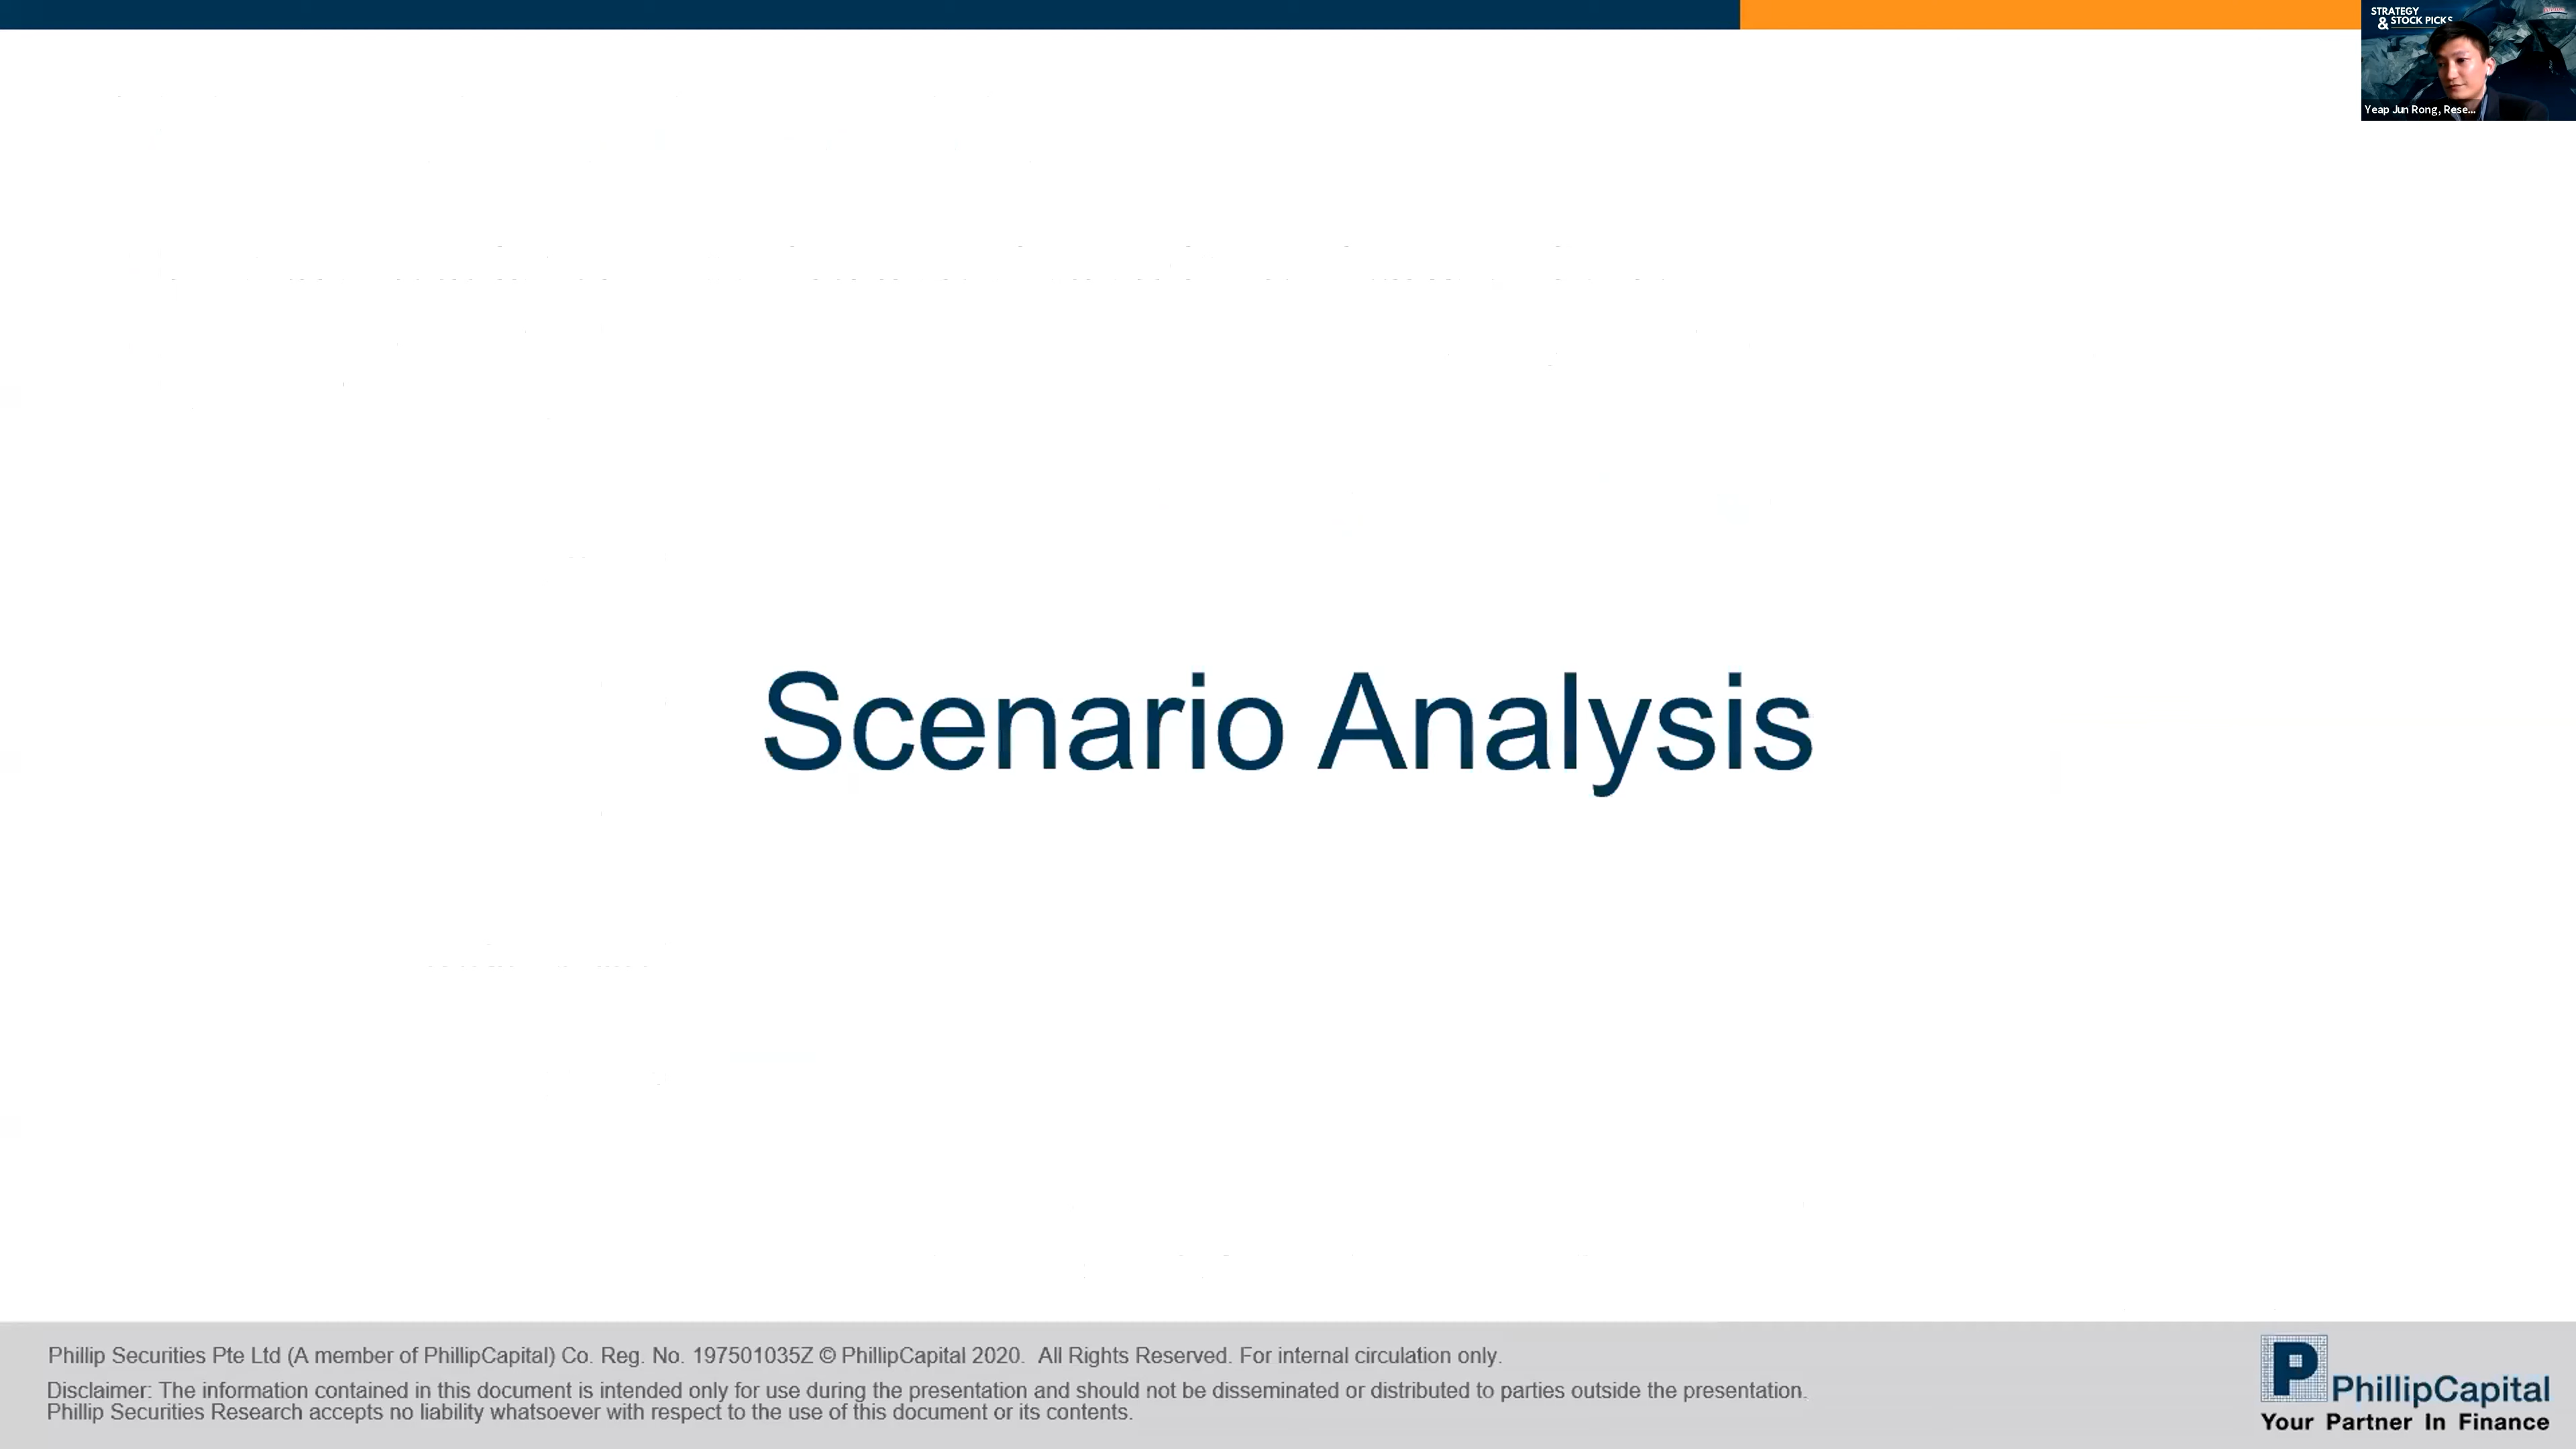 STRATEGY
& STOCK PICKS
Yeap Jun Rong, Rese...
Scenario Analysis
Phillip Securities Pte Ltd (A member of PhillipCapital) Co. Reg. No. 197501035Z © PhillipCapital 2020. All Rights Reserved. For internal circulation only.
Disclaimer: The information contained in this document is intended only for use during the presentation and should not be disseminated or distributed to parties outside the presentation.
Phillip Securities Research accepts no liability whatsoever with respect to the use of this document or its contents.
P PhillipCapital
Your Partner In Finance